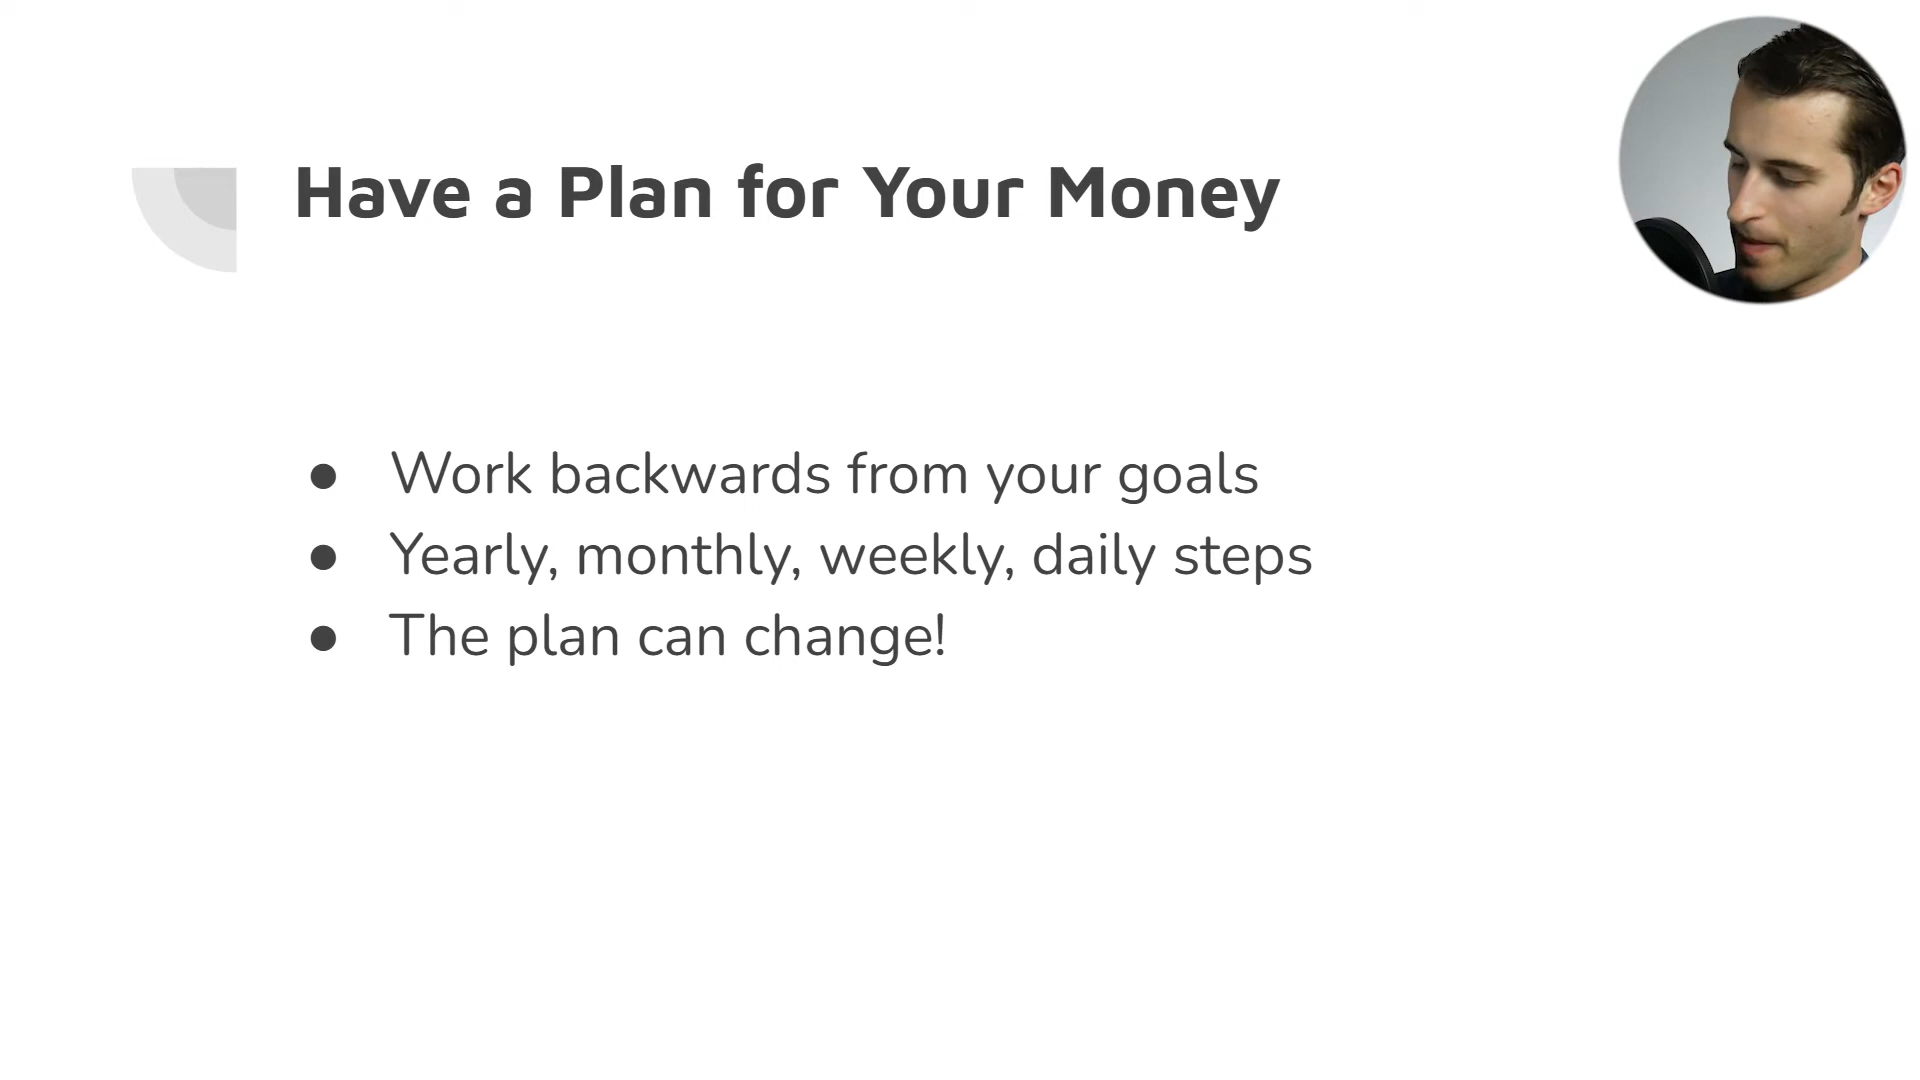 Have a Plan for Your Money
● Work backwards from your goals
● Yearly, monthly, weekly, daily steps
● The plan can change!